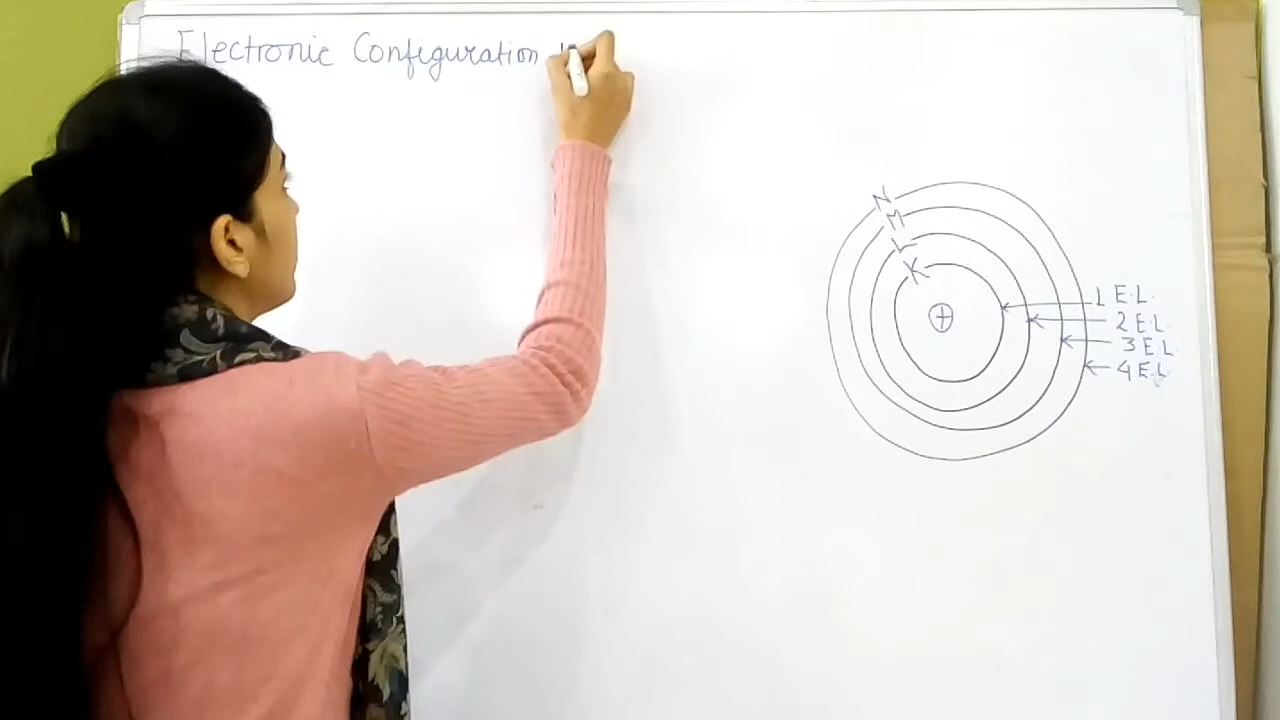 Electronic Configuration
N
M
L
K
+
1 E.L.
2 E.L
3 E.L
4 E.L